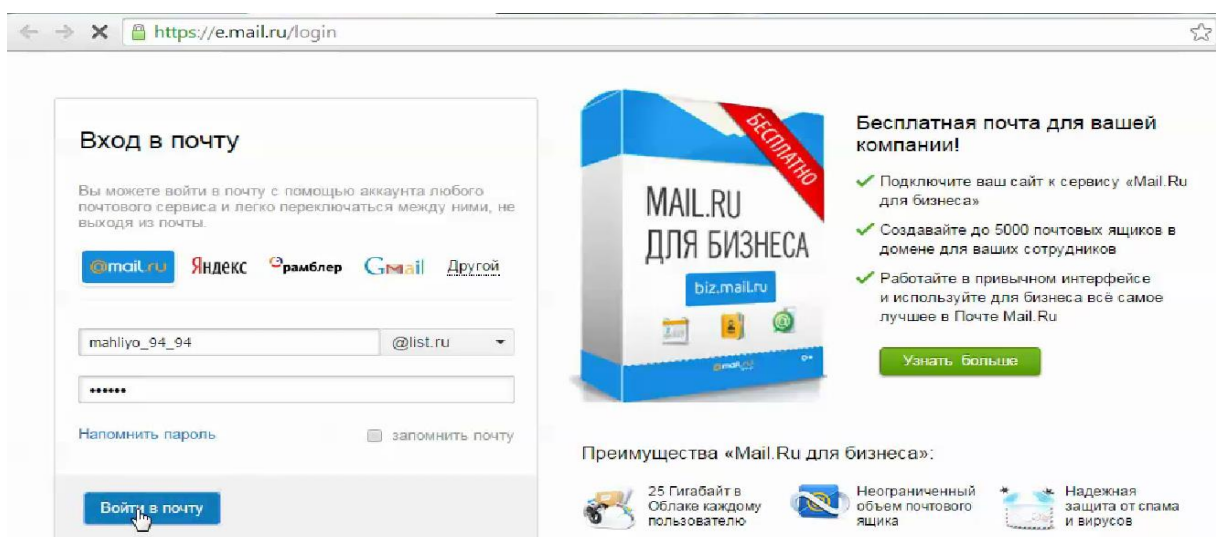 https://e.mail.ru/login
Вход в почту
Вы можете войти в почту с помощью аккаунта любого
почтового сервиса и легко переключаться между ними, не
выходя из почты.
@mail.ru Яндекс Рамблер Gmail Другой
mahliyo_94_94 @list.ru
••••••
Напомнить пароль запомнить почту
Войти в почту
БЕСПЛАТНО
MAIL.RU
ДЛЯ БИЗНЕСА
biz.mail.ru
@mail.ru
0+
Бесплатная почта для вашей
компании!
Подключите ваш сайт к сервису «Mail.Ru
для бизнеса»
Создавайте до 5000 почтовых ящиков в
домене для ваших сотрудников
Работайте в привычном интерфейсе
и используйте для бизнеса всё самое
лучшее в Почте Mail.Ru
Узнать больше
Преимущества «Mail.Ru для бизнеса»:
25 Гигабайт в
Облаке каждому
пользователю
Неограниченный
объем почтового
ящика
Надежная
защита от спама
и вирусов